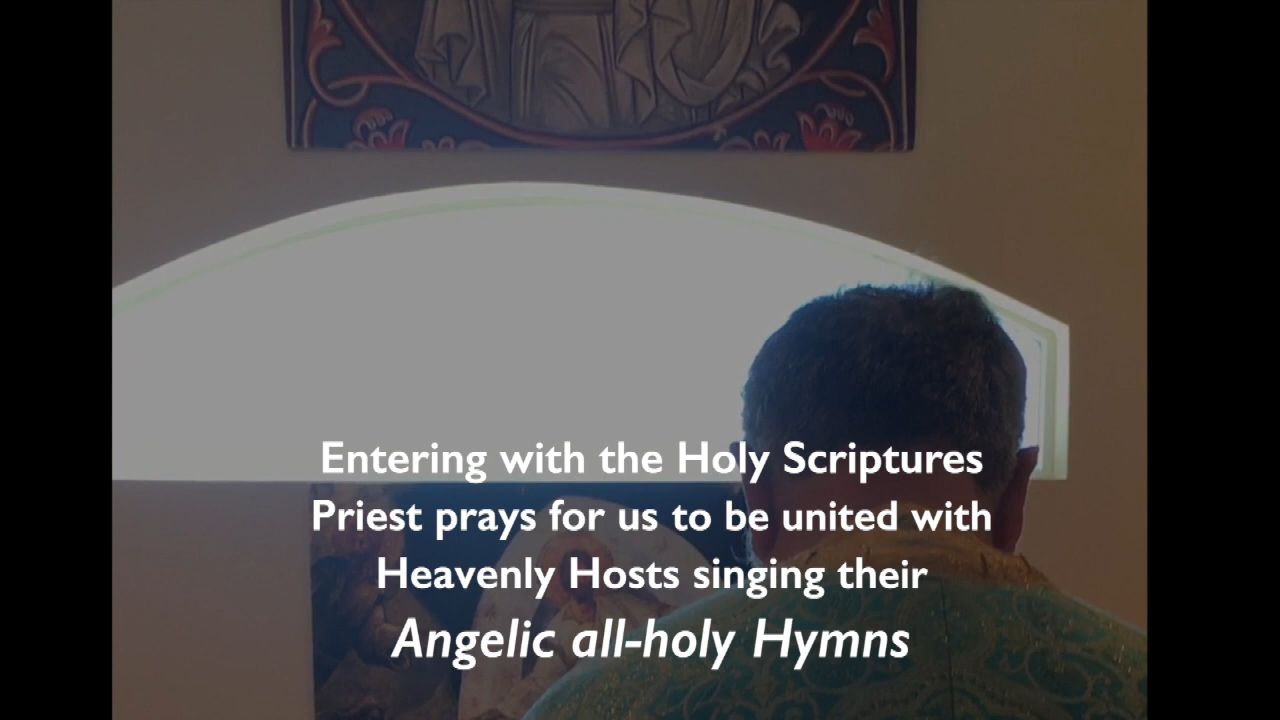 Entering with the Holy Scriptures
Priest prays for us to be united with
Heavenly Hosts singing their
Angelic all-holy Hymns